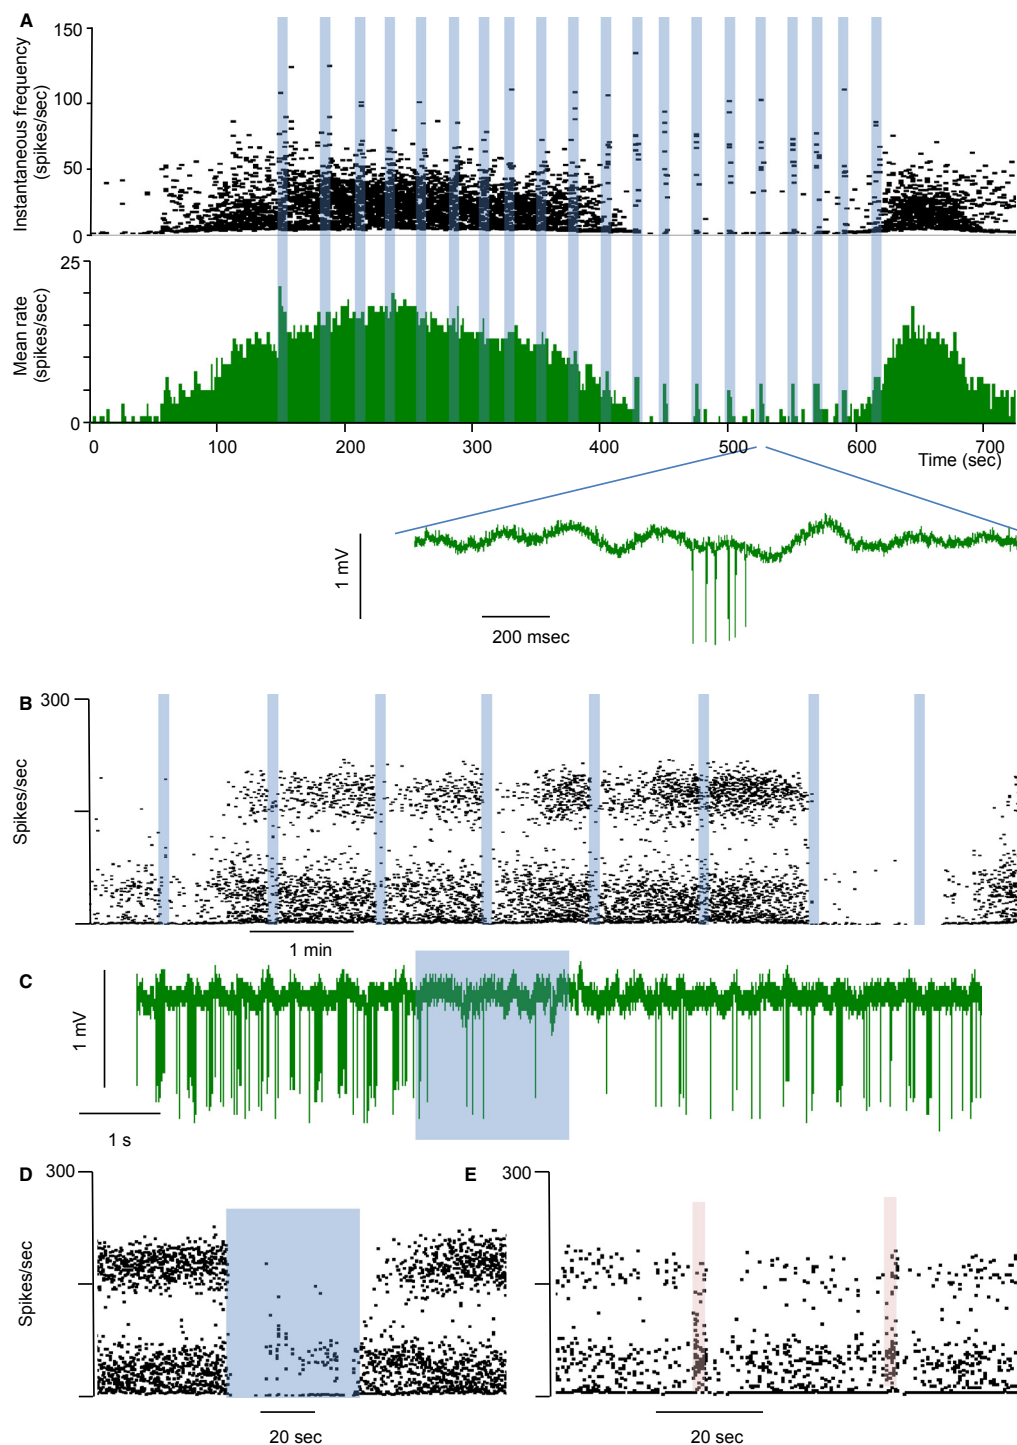 A
150
100
50
0
Instantaneous frequency
(spikes/sec)
25
0
Mean rate
(spikes/sec)
0 100 200 300 400 500 600 700
Time (sec)
1 mV
200 msec
B
300
Spikes/sec
1 min
C
1 mV
1 s
D 300
Spikes/sec
20 sec
E 300
20 sec